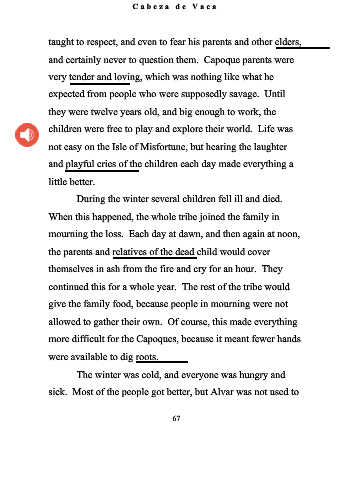 Cabeza de Vaca
taught to respect, and even to fear his parents and other elders,
and certainly never to question them. Capoque parents were
very tender and loving, which was nothing like what he
expected from people who were supposedly savage. Until
they were twelve years old, and big enough to work, the
children were free to play and explore their world. Life was
not easy on the Isle of Misfortune, but hearing the laughter
and playful cries of the children each day made everything a
little better.
During the winter several children fell ill and died.
When this happened, the whole tribe joined the family in
mourning the loss. Each day at dawn, and then again at noon,
the parents and relatives of the dead child would cover
themselves in ash from the fire and cry for an hour. They
continued this for a whole year. The rest of the tribe would
give the family food, because people in mourning were not
allowed to gather their own. Of course, this made everything
more difficult for the Capoques, because it meant fewer hands
were available to dig roots.
The winter was cold, and everyone was hungry and
sick. Most of the people got better, but Alvar was not used to
67